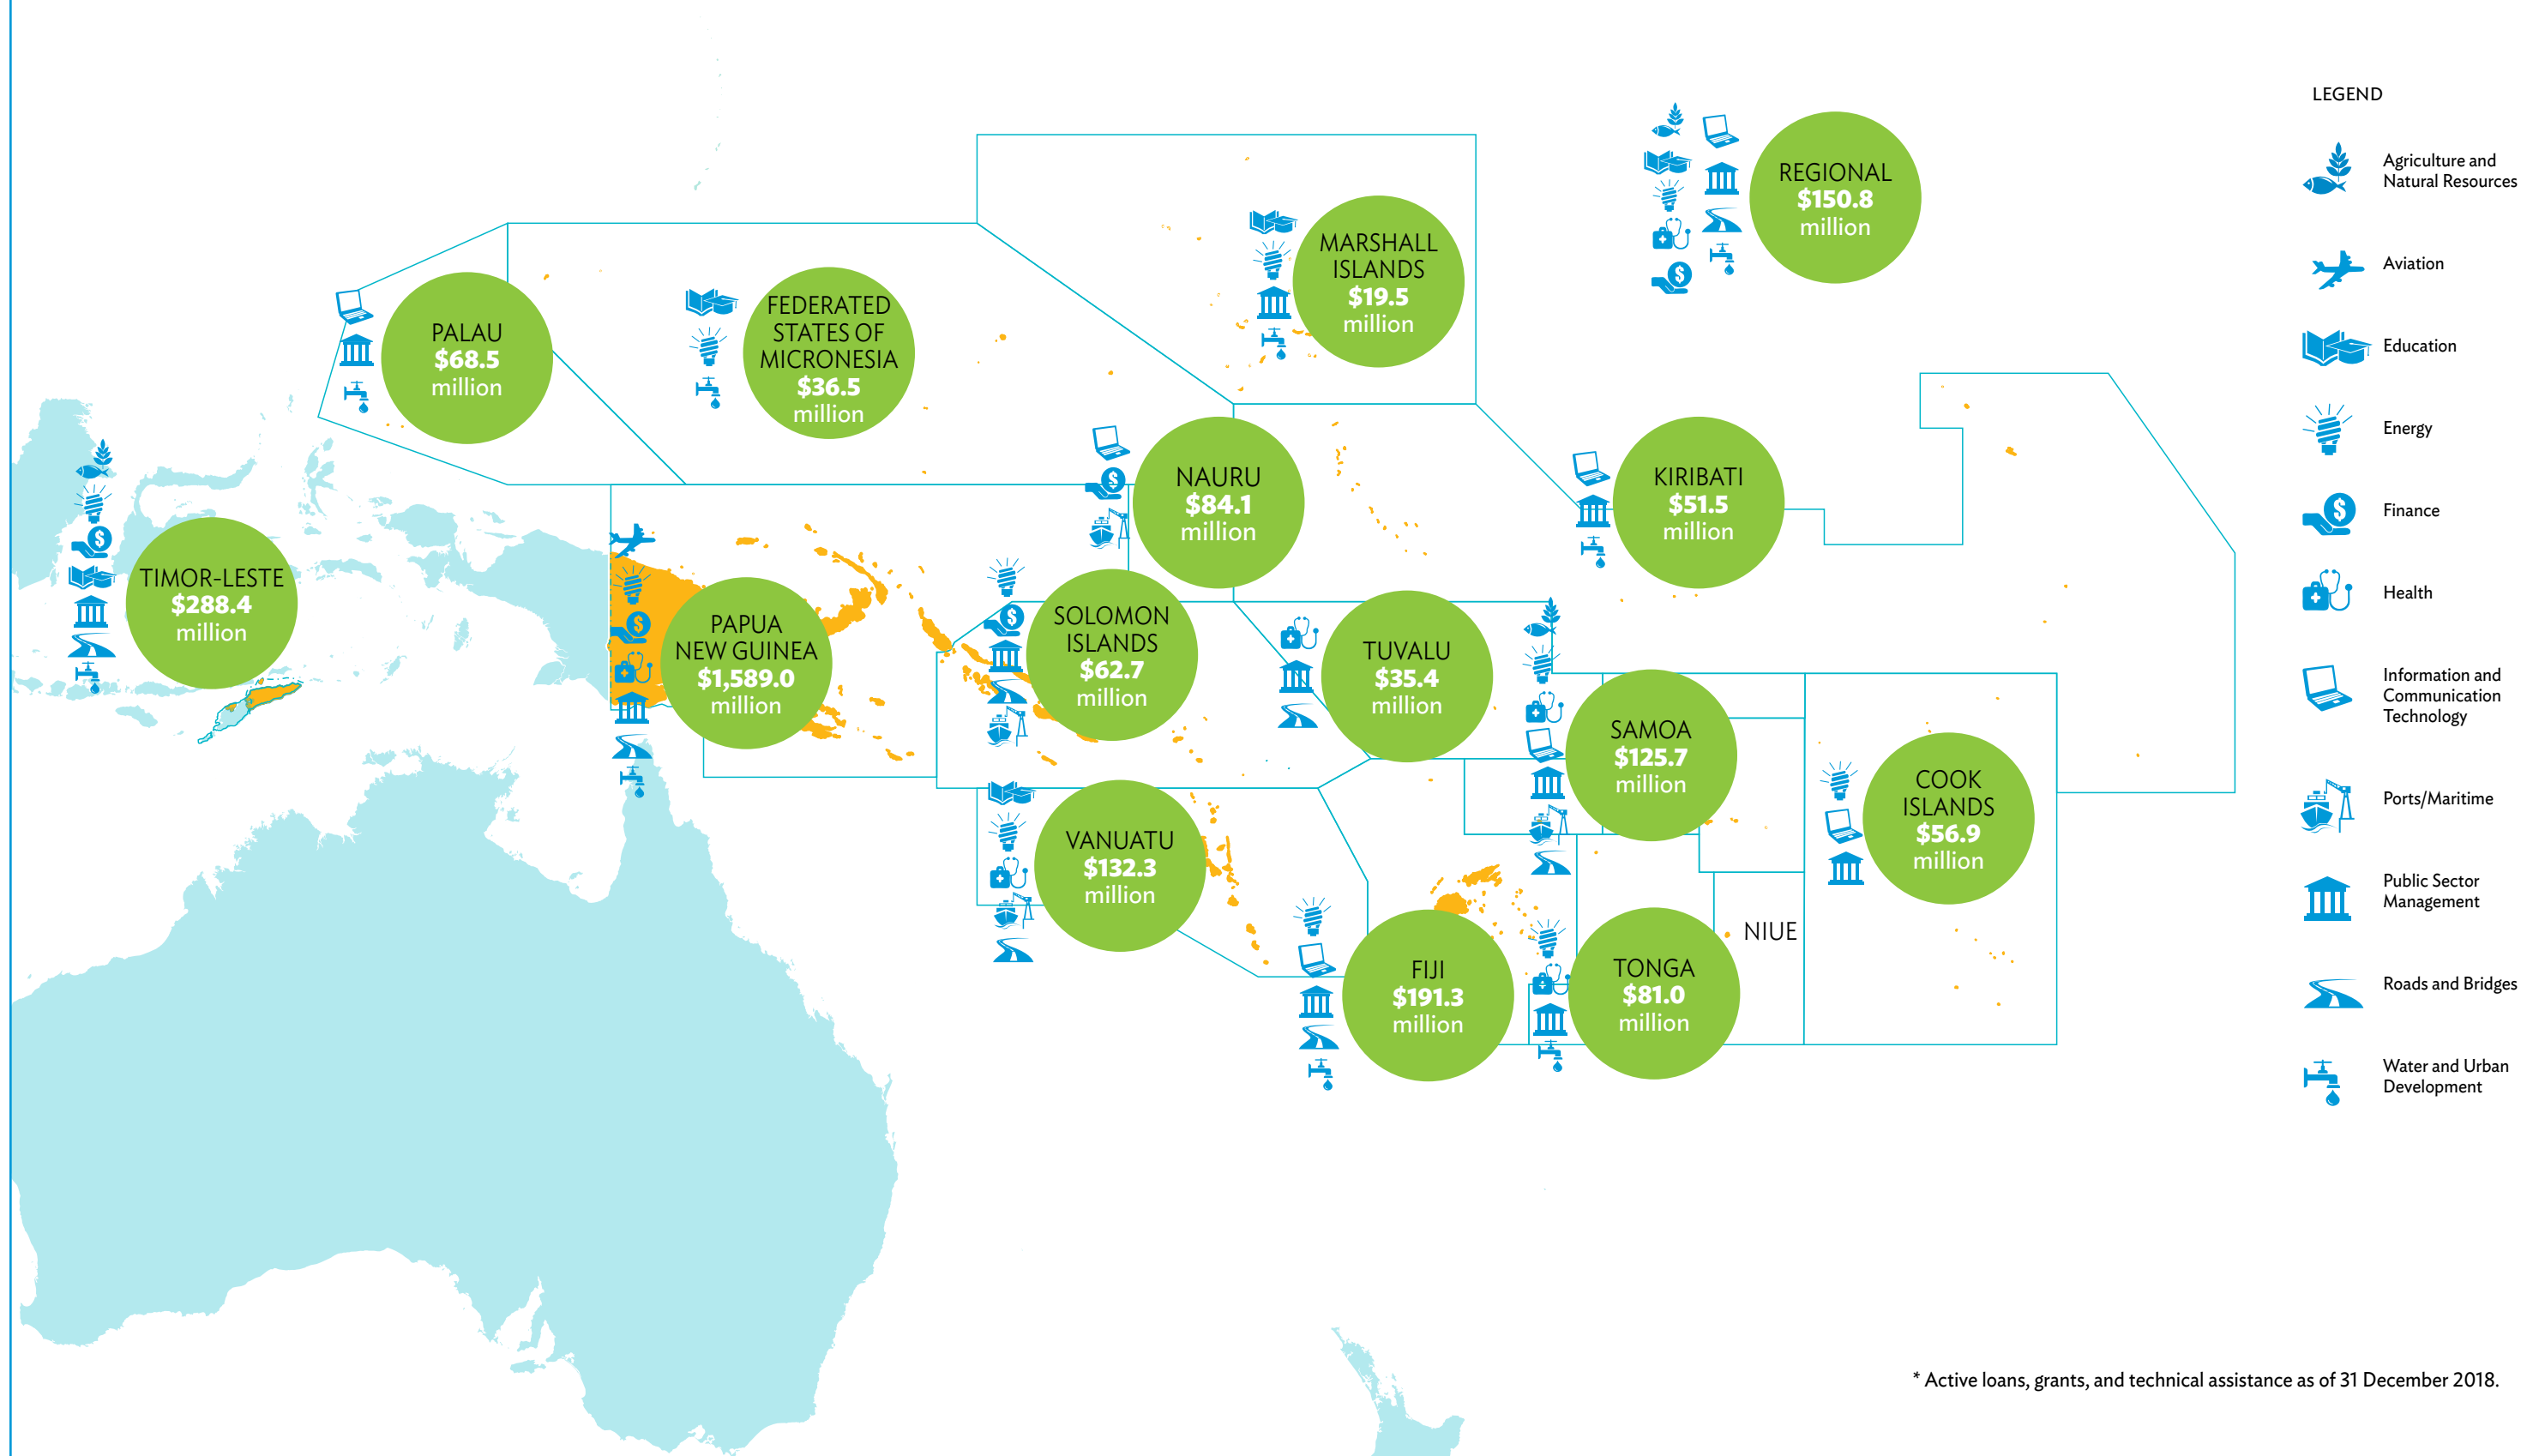 LEGEND
Agriculture and
Natural Resources
Aviation
Education
Energy
Finance
Health
Information and
Communication
Technology
Ports/Maritime
Public Sector
Management
Roads and Bridges
Water and Urban
Development
REGIONAL
$150.8
million
MARSHALL
ISLANDS
$19.5
million
PALAU
$68.5
million
FEDERATED
STATES OF
MICRONESIA
$36.5
million
NAURU
$84.1
million
KIRIBATI
$51.5
million
TIMOR-LESTE
$288.4
million
PAPUA
NEW GUINEA
$1,589.0
million
SOLOMON
ISLANDS
$62.7
million
TUVALU
$35.4
million
SAMOA
$125.7
million
COOK
ISLANDS
$56.9
million
VANUATU
$132.3
million
FIJI
$191.3
million
TONGA
$81.0
million
NIUE
* Active loans, grants, and technical assistance as of 31 December 2018.